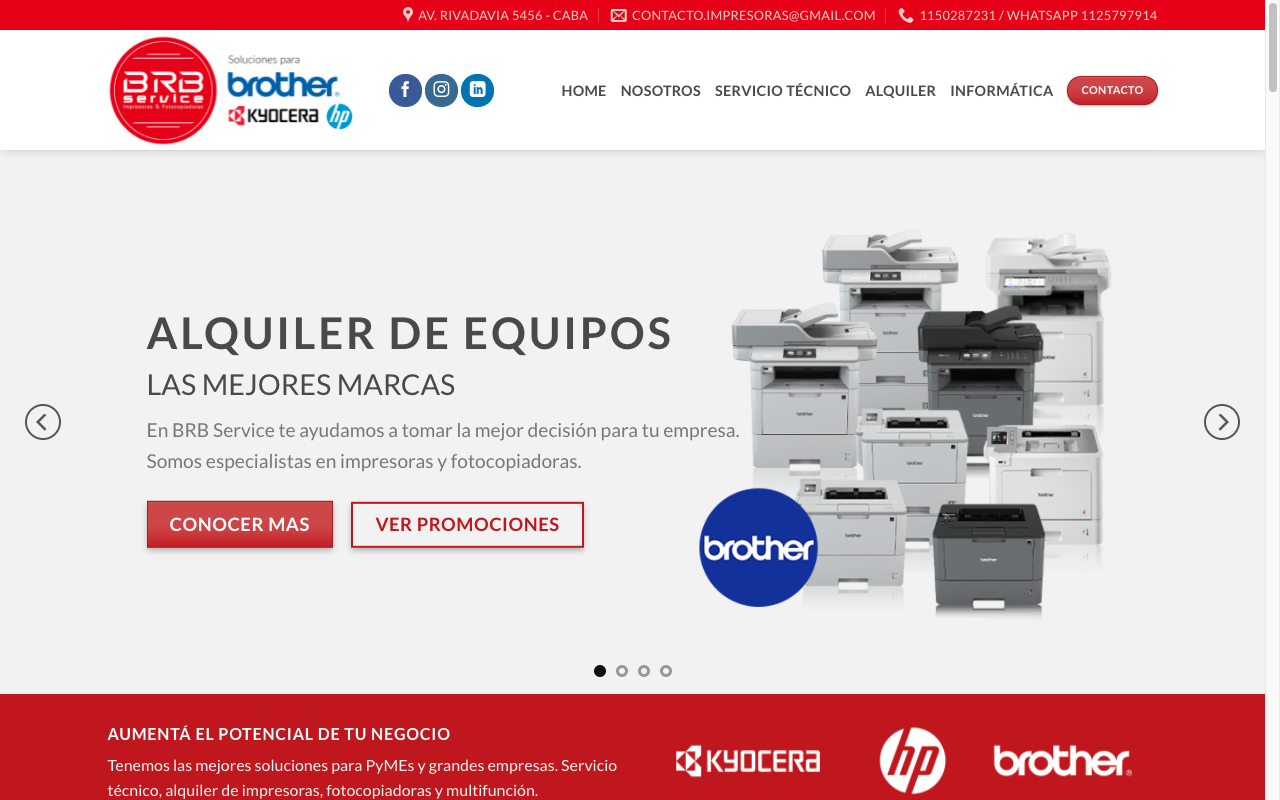 AV. RIVADAVIA 5456 - CABA
CONTACTO.IMPRESORAS@GMAIL.COM
1150287231 / WHATSAPP 1125797914
BRB
service
Impresoras & Fotocopiadoras
Soluciones para
brother
KYOCERA
hp
HOME
NOSOTROS
SERVICIO TÉCNICO
ALQUILER
INFORMÁTICA
CONTACTO
ALQUILER DE EQUIPOS
LAS MEJORES MARCAS
En BRB Service te ayudamos a tomar la mejor decisión para tu empresa.
Somos especialistas en impresoras y fotocopiadoras.
CONOCER MAS
VER PROMOCIONES
brother
AUMENTÁ EL POTENCIAL DE TU NEGOCIO
Tenemos las mejores soluciones para PyMEs y grandes empresas. Servicio
técnico, alquiler de impresoras, fotocopiadoras y multifunción.
KYOCERA
hp
brother